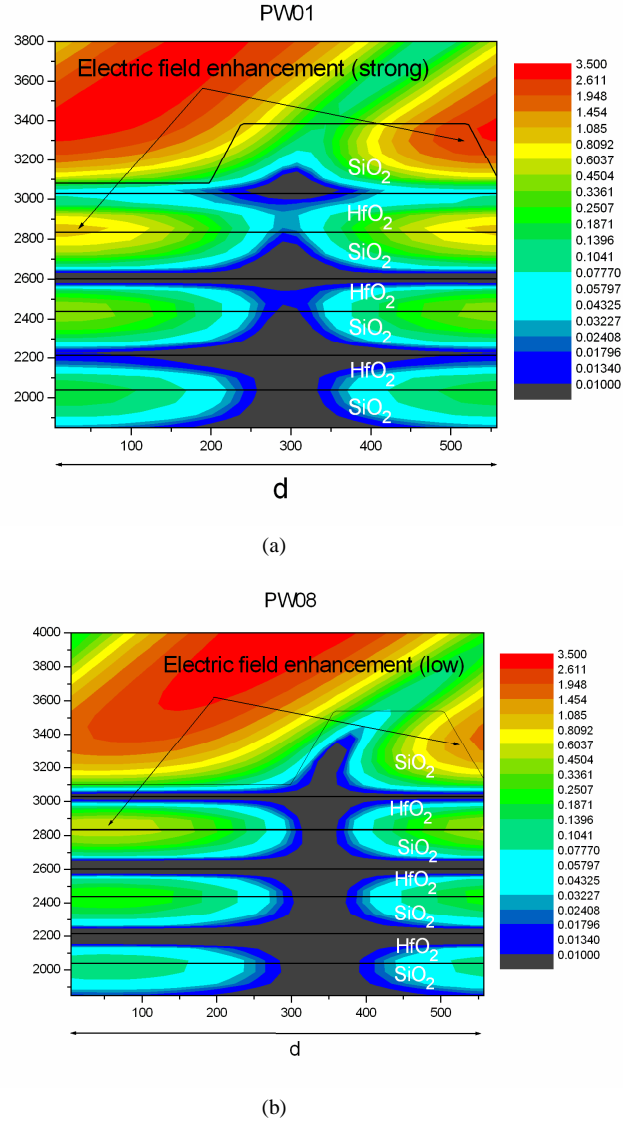 PW01
3800
Electric field enhancement (strong)
3600
3400
3200
SiO2
3000
HfO2
2800
SiO2
2600
HfO2
2400
SiO2
2200
HfO2
2000
SiO2
100 200 300 400 500
d
3.500
2.611
1.948
1.454
1.085
0.8092
0.6037
0.4504
0.3361
0.2507
0.1871
0.1396
0.1041
0.07770
0.05797
0.04325
0.03227
0.02408
0.01796
0.01340
0.01000
(a)
PW08
4000
3800
Electric field enhancement (low)
3600
3400
3200
SiO2
3000
HfO2
2800
SiO2
2600
HfO2
2400
SiO2
2200
HfO2
2000
SiO2
100 200 300 400 500
d
3.500
2.611
1.948
1.454
1.085
0.8092
0.6037
0.4504
0.3361
0.2507
0.1871
0.1396
0.1041
0.07770
0.05797
0.04325
0.03227
0.02408
0.01796
0.01340
0.01000
(b)